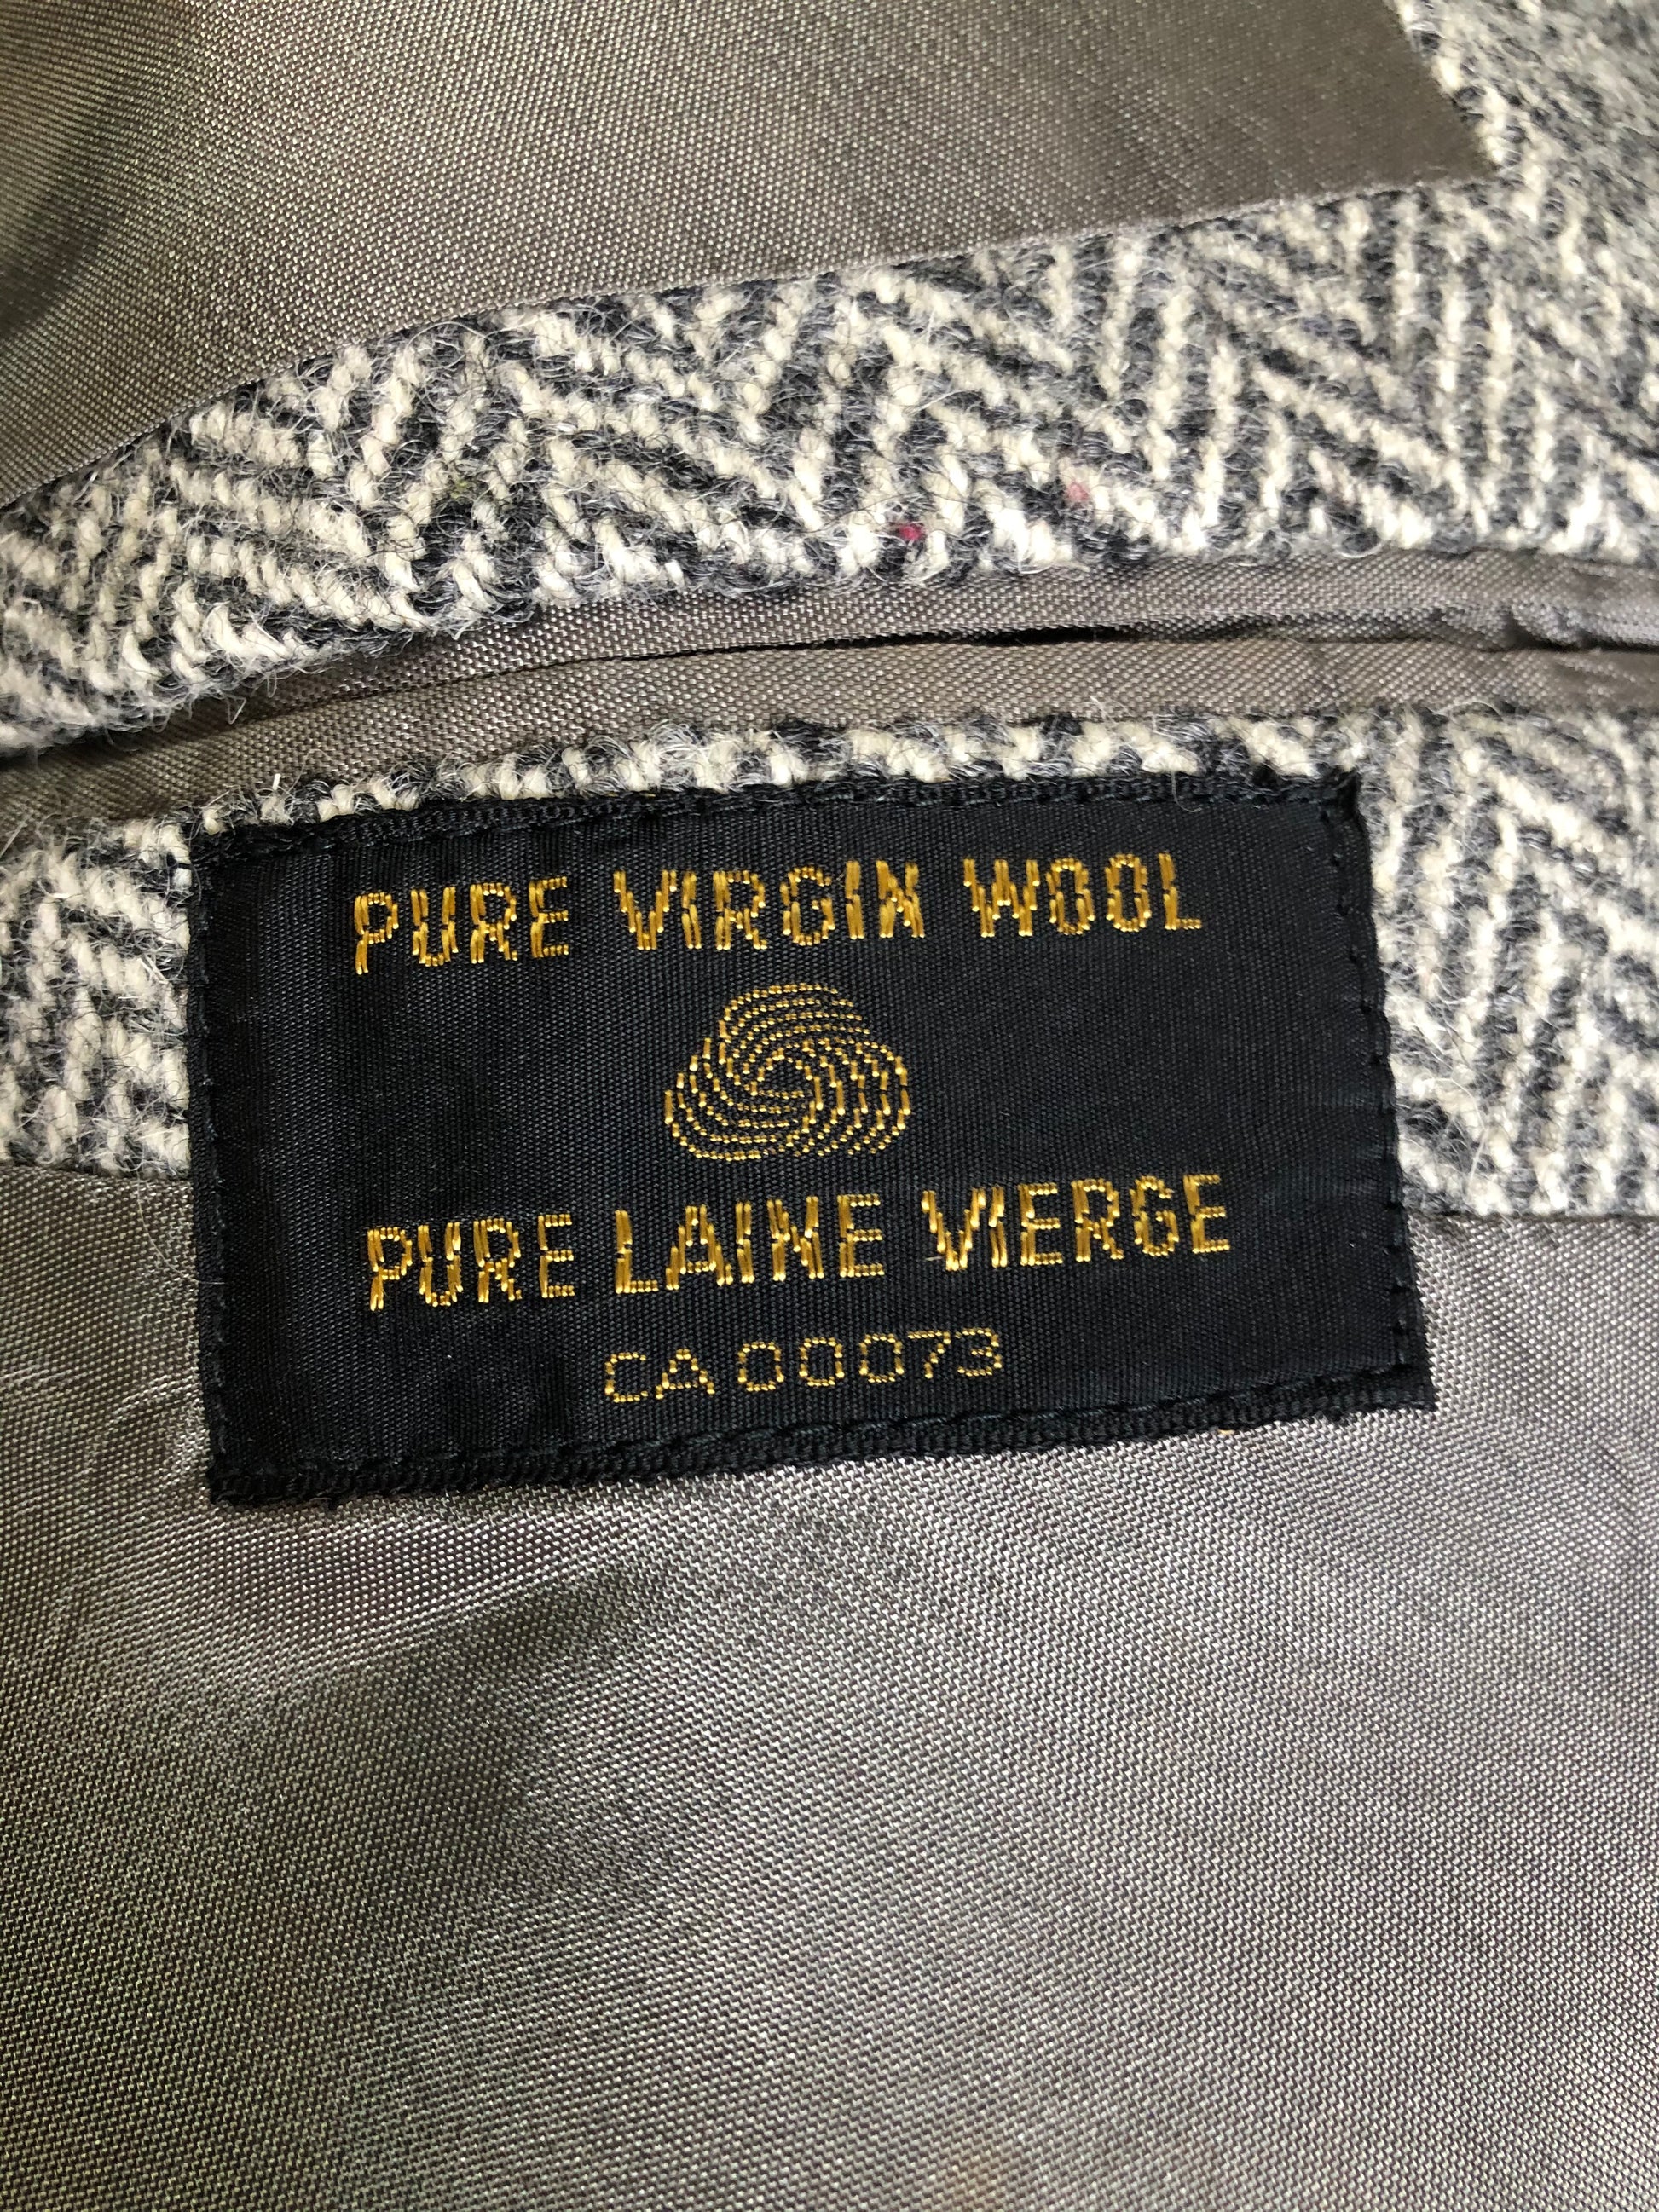 PURE VIRGIN WOOL
PURE LAINE VIERGE
CA 00073